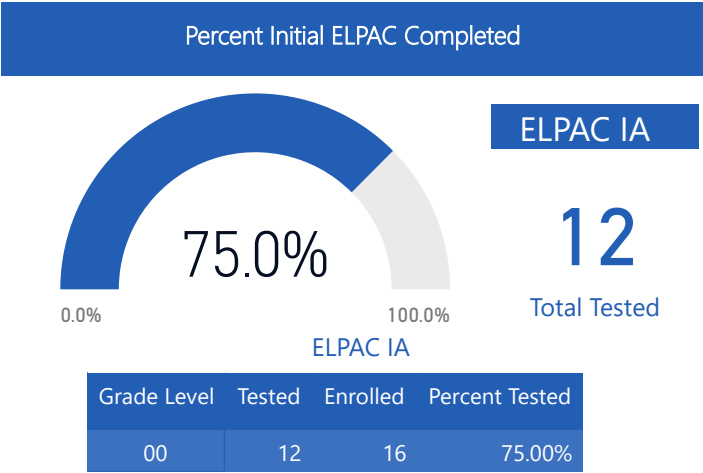 Percent Initial ELPAC Completed
ELPAC IA
75.0%
12
0.0%
100.0%
Total Tested
ELPAC IA
Grade Level Tested Enrolled Percent Tested
00 12 16 75.00%